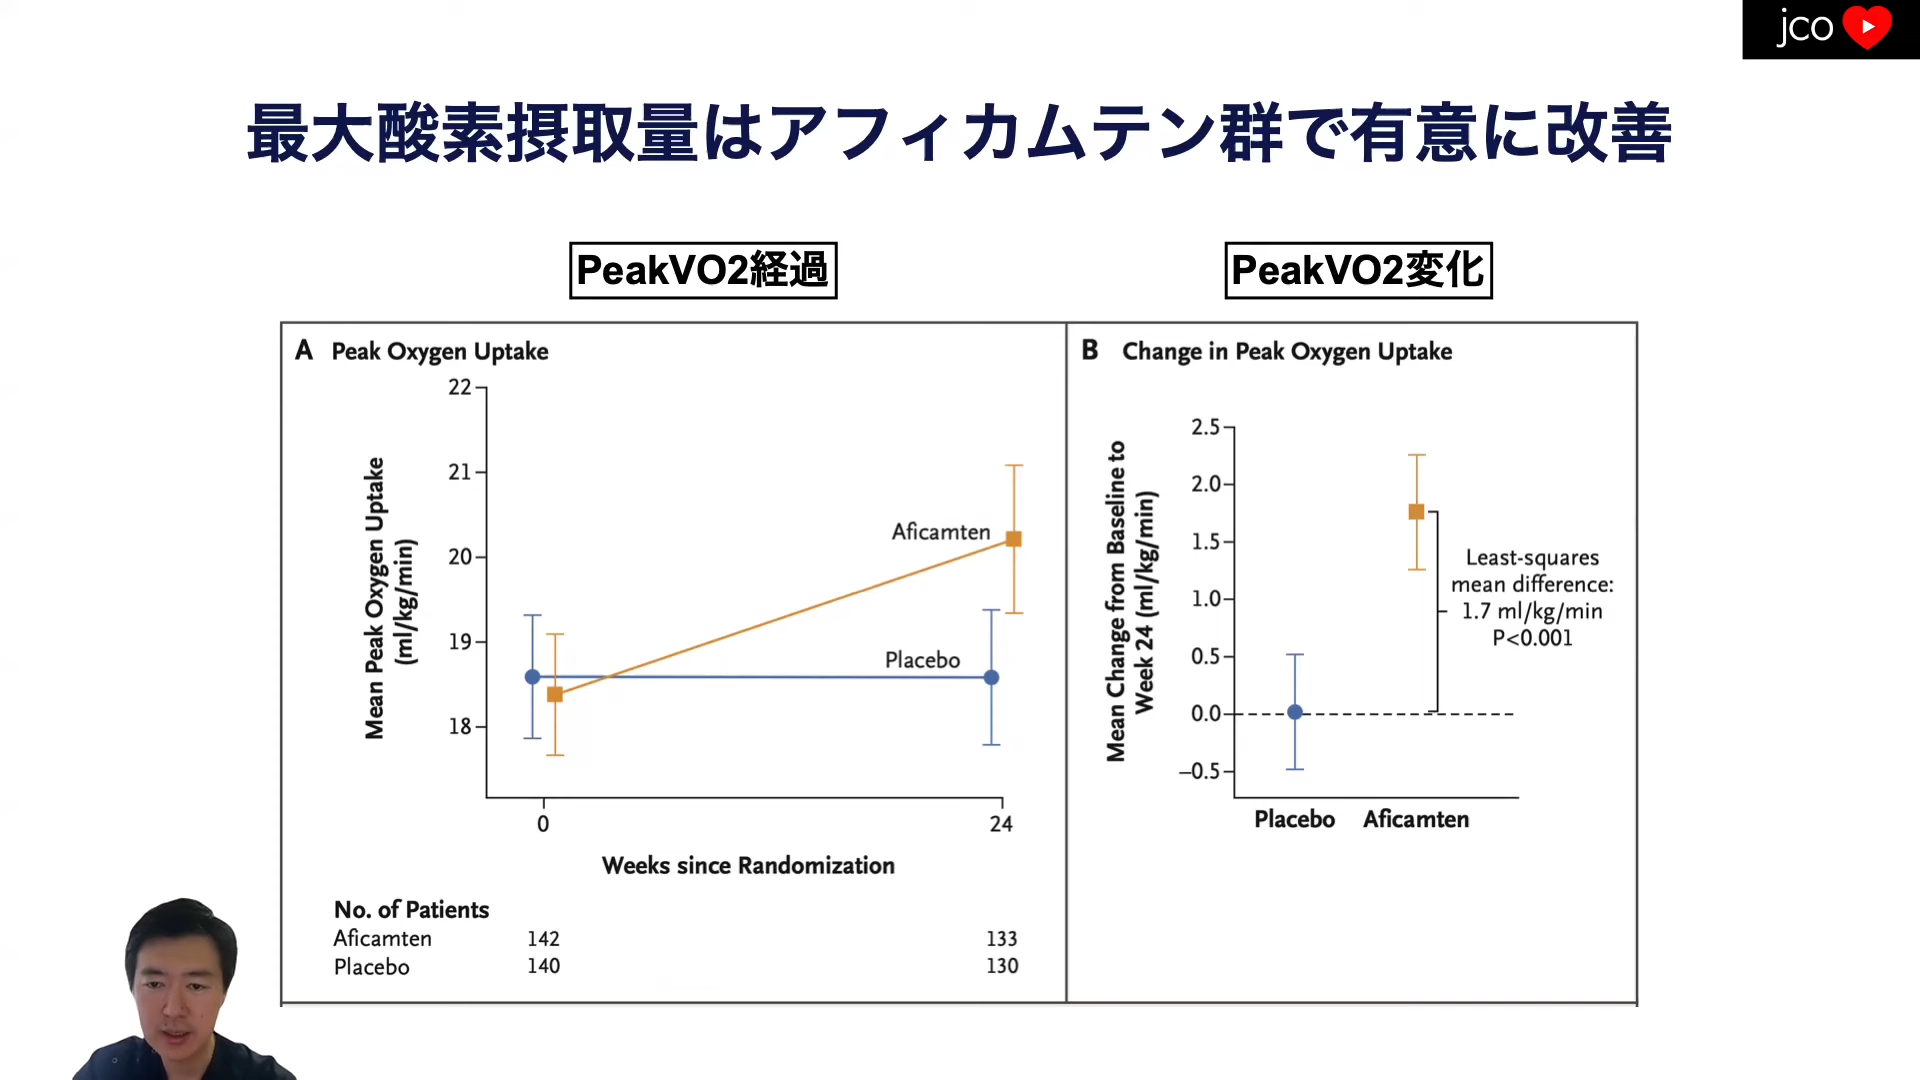 jco
最大酸素摂取量はアフィカムテン群で有意に改善
PeakVO2経過
PeakVO2変化
A Peak Oxygen Uptake
Mean Peak Oxygen Uptake
(ml/kg/min)
22
21
20
19
18
Aficamten
Placebo
0
24
Weeks since Randomization
No. of Patients
Aficamten 142 133
Placebo 140 130
B Change in Peak Oxygen Uptake
Mean Change from Baseline to
Week 24 (ml/kg/min)
2.5
2.0
1.5
1.0
0.5
0.0
−0.5
Least-squares
mean difference:
1.7 ml/kg/min
P<0.001
Placebo
Aficamten